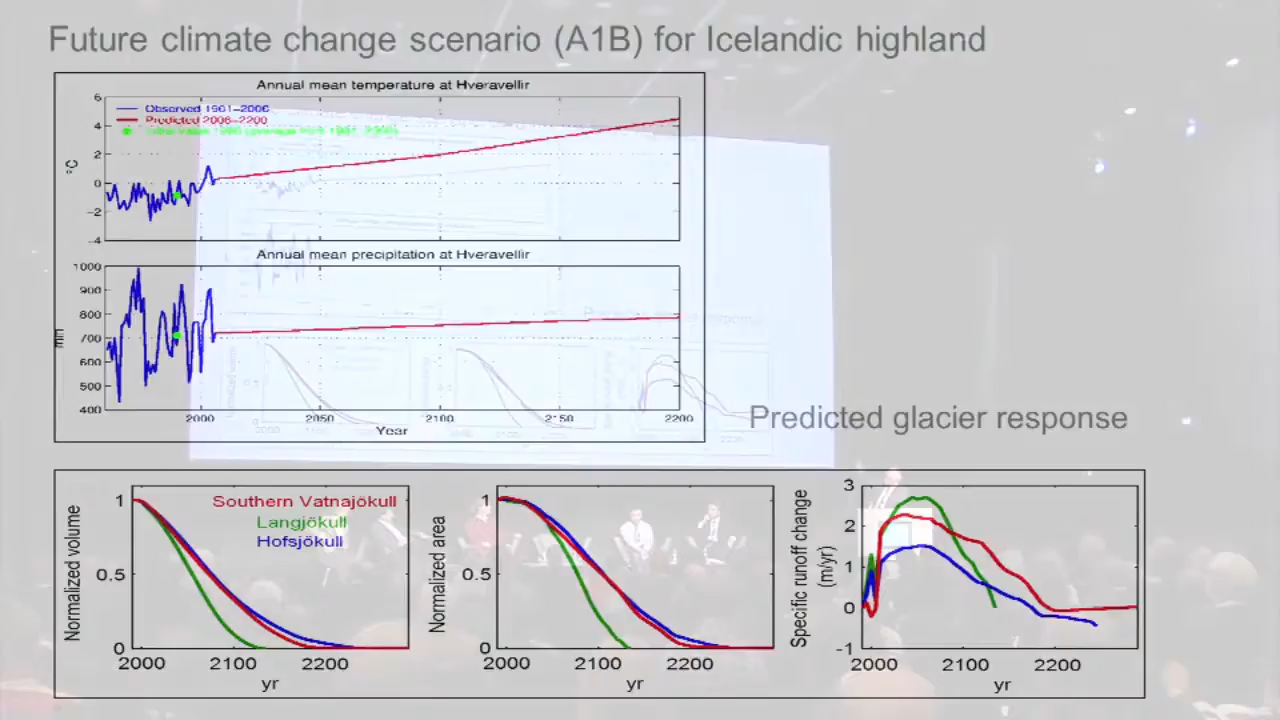 Future climate change scenario (A1B) for Icelandic highland
Annual mean temperature at Hveravellir
6
4
2
0
−2
−4
°C
Observed 1961−2006
Predicted 2006−2200
Annual mean precipitation at Hveravellir
1000
900
800
700
600
500
400
mm
2000 2050 2100 2150 2200
Year
Predicted glacier response
Normalized volume
1
0.5
0
Southern Vatnajökull
Langjökull
Hofsjökull
2000 2100 2200
yr
Normalized area
1
0.5
0
2000 2100 2200
yr
Specific runoff change
(m/yr)
3
2
1
0
-1
2000 2100 2200
yr